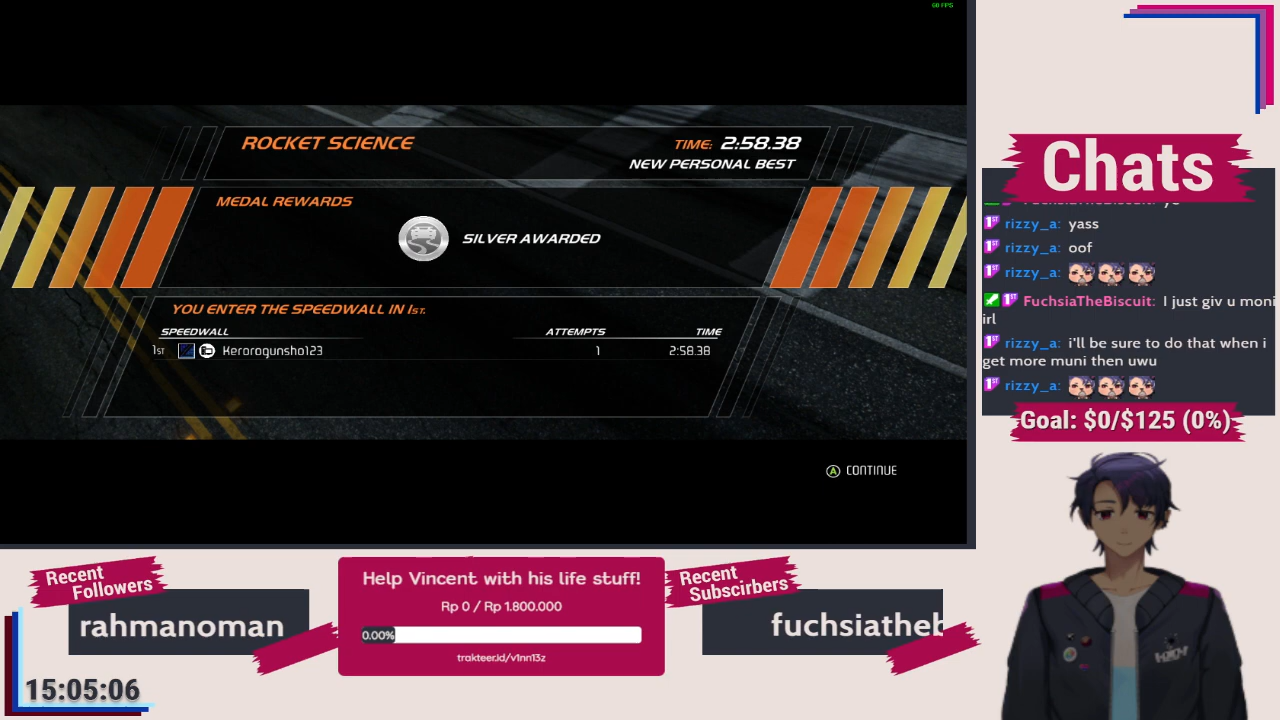 60 FPS
ROCKET SCIENCE
TIME: 2:58.38
NEW PERSONAL BEST
MEDAL REWARDS
SILVER AWARDED
YOU ENTER THE SPEEDWALL IN 1ST.
SPEEDWALL ATTEMPTS TIME
1ST Keroragunsho123 1 2:58.38
A CONTINUE
Chats
rizzy_a: yass
rizzy_a: oof
rizzy_a:
FuchsiaTheBiscuit: I just giv u moni
irl
rizzy_a: i'll be sure to do that when i
get more muni then uwu
rizzy_a:
Goal: $0/$125 (0%)
Recent
Followers
rahmanoman
Help Vincent with his life stuff!
Rp 0 / Rp 1.800.000
0.00%
trakteer.id/v1nn13z
Recent
Subscirbers
fuchsiatheb
15:05:06